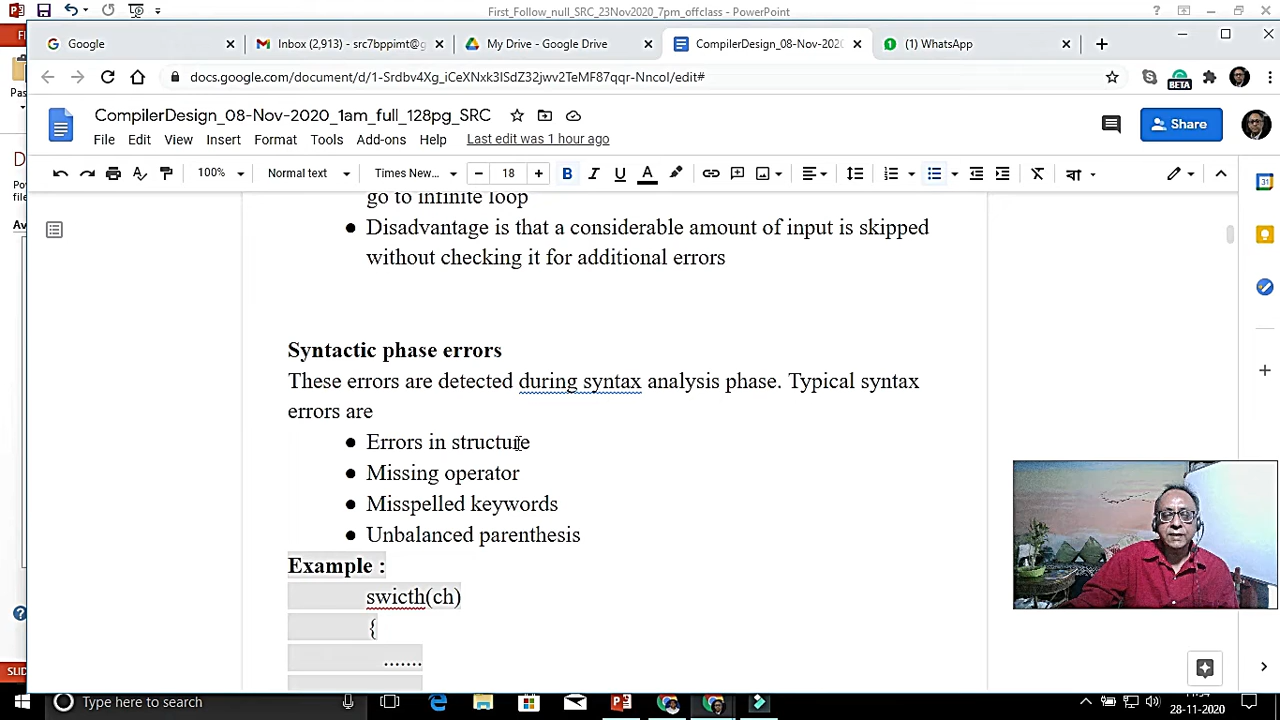 First_Follow_null_SRC_23Nov2020_7pm_offclass - PowerPoint
Google
Inbox (2,913) - src7bppimt@g
My Drive - Google Drive
CompilerDesign_08-Nov-2020
(1) WhatsApp
docs.google.com/document/d/1-Srdbv4Xg_iCeXNxk3ISdZ32jwv2TeMF87qqr-Nncol/edit#
BETA
CompilerDesign_08-Nov-2020_1am_full_128pg_SRC
File Edit View Insert Format Tools Add-ons Help Last edit was 1 hour ago
Share
100% Normal text Times New... 18 B I U A
go to infinite loop
● Disadvantage is that a considerable amount of input is skipped
without checking it for additional errors
Syntactic phase errors
These errors are detected during syntax analysis phase. Typical syntax
errors are
● Errors in structure
● Missing operator
● Misspelled keywords
● Unbalanced parenthesis
Example :
swicth(ch)
{
.......
Type here to search
28-11-2020